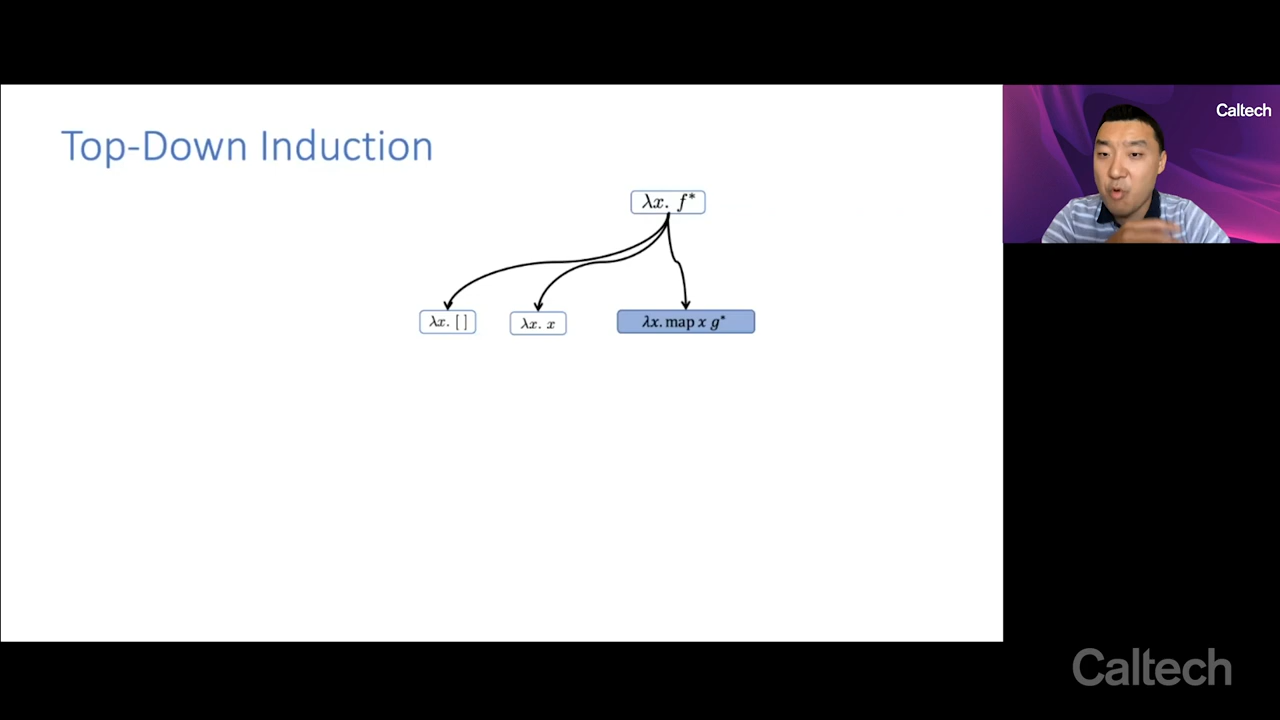 Top-Down Induction
λx. f*
λx. [ ]
λx. x
λx. map x g*
Caltech
Caltech